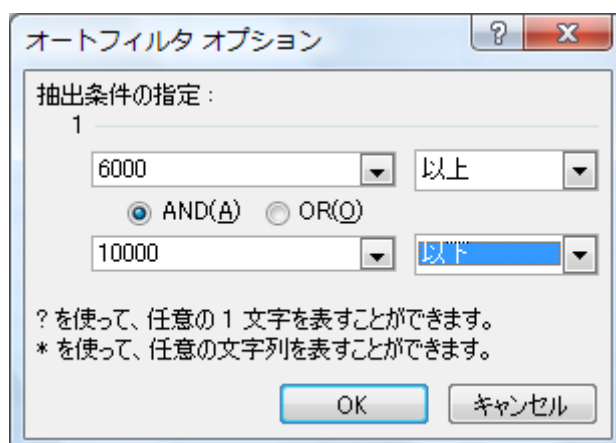 オートフィルタ オプション
?
抽出条件の指定:
1
6000 以上
AND(A) OR(O)
10000 以下
? を使って、任意の 1 文字を表すことができます。
* を使って、任意の文字列を表すことができます。
OK キャンセル